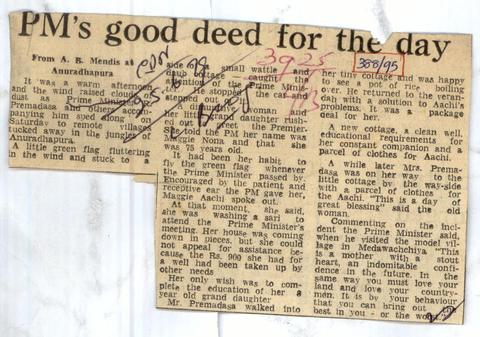 PM's good deed for the day
From A. B. Mendis at
Anuradhapura
It was a warm afternoon
and the wind rased clouds of
dust as Prime Minister
Premadasa and others accom-
panying him sped along
Saturday to remote villages
tucked away in the jungles of
Anuradhapura.
A little green flag fluttering
in the wind and stuck to a
side of small wattle and
daub cottage caught the
attention of the Prime Minis-
ter. He stopped the car and
stepped out
woman and
her little grand daughter ran
out to meet the Premier.
She told the PM her name was
Maggie Nona and that she
was 75 years old.
It had been her habit to
fly the green flag whenever
the Prime Minister passed by.
Encouraged by the patient and
receptive ear the PM gave her,
Maggie Aachi spoke out.
At that moment, she said,
she was washing a sari to
attend the Prime Minister's
meeting. Her house was coming
down in pieces, but she could
not appeal for assistance be-
cause the Rs. 900 she had for
a well had been taken up by
other needs
Her only wish was to com-
plete the education of her
year old grand daughter
Mr. Premadasa walked into
388/95
her tiny cottage and was happy
to see a pot of rice boiling
over. He returned to the veran-
dah with a solution to Aachi's
problems. It was a package
deal for her.
A new cottage, a clean well,
educational requirements for
her constant companion and a
parcel of clothes for Aachi.
A while later Mrs. Prema-
dasa was on her way to the
little cottage by the way-side
with a parcel of clothes for
the Aachi. "This is a day of
great blessing" said the old
woman.
Commenting on the inci-
dent the Prime Minister said,
when he visited the model vil-
lage in Medawachchiya "This
is a mother with a stout
heart, an indomitable confi-
dence in the future. In the
same way you must love your
land and love your country-
men. It is by your behaviour
that you can bring out the
best in you - or the worst."